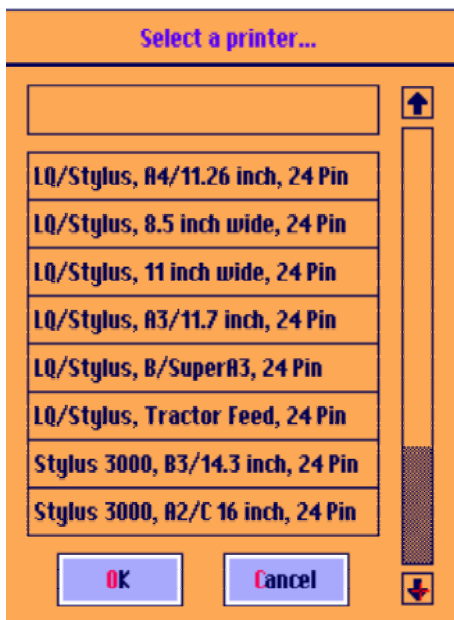 Select a printer...
LQ/Stylus, A4/11.26 inch, 24 Pin
LQ/Stylus, 8.5 inch wide, 24 Pin
LQ/Stylus, 11 inch wide, 24 Pin
LQ/Stylus, A3/11.7 inch, 24 Pin
LQ/Stylus, B/SuperA3, 24 Pin
LQ/Stylus, Tractor Feed, 24 Pin
Stylus 3000, B3/14.3 inch, 24 Pin
Stylus 3000, A2/C 16 inch, 24 Pin
OK Cancel